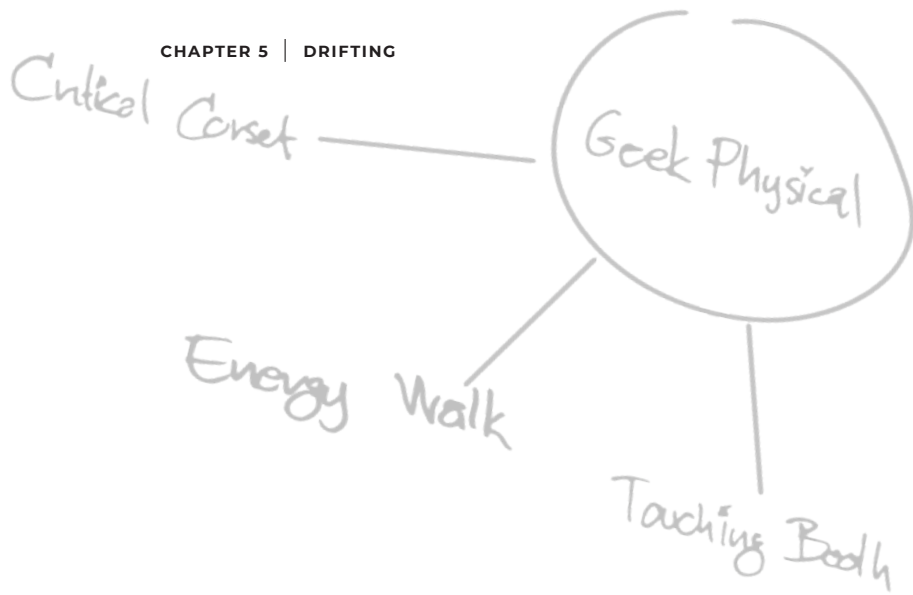 CHAPTER 5 | DRIFTING
Critical Corset
Geek Physical
Energy Walk
Touching Booth